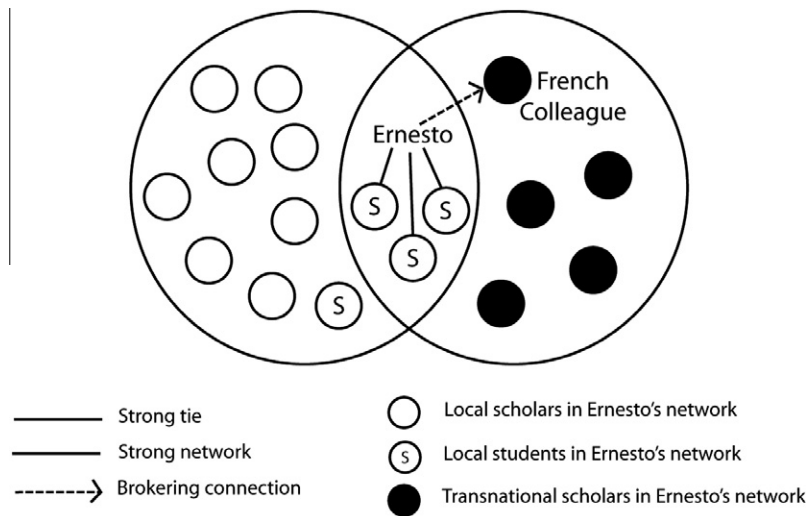 French
Colleague
Ernesto
S
S
S
S
Strong tie
Strong network
Brokering connection
Local scholars in Ernesto's network
S
Local students in Ernesto's network
Transnational scholars in Ernesto's network